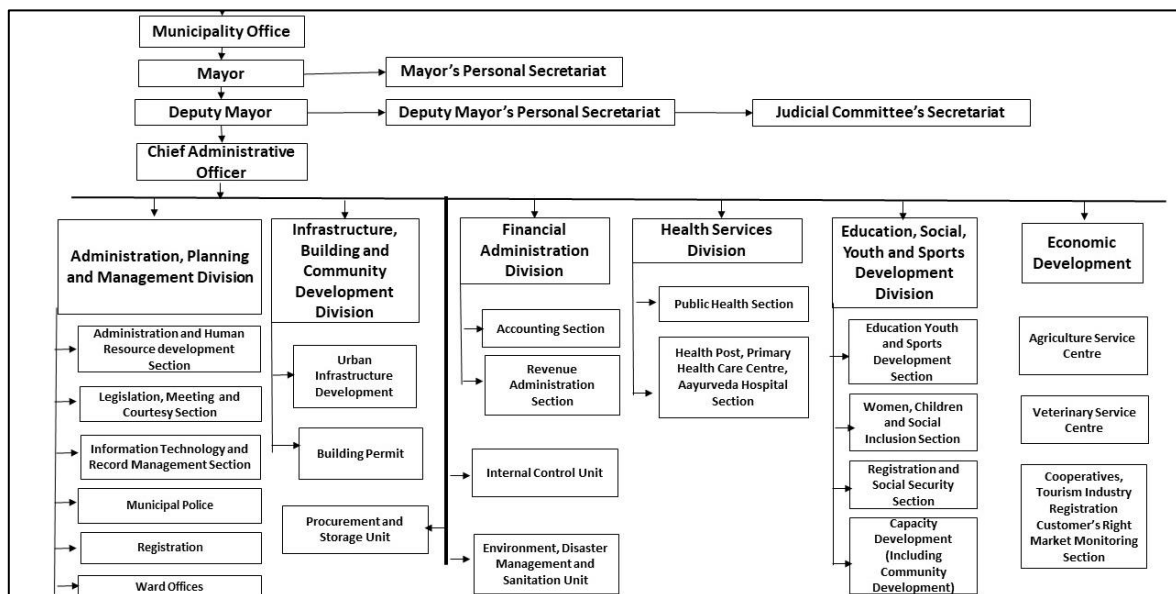 Municipality Office
Mayor
Mayor's Personal Secretariat
Deputy Mayor
Deputy Mayor's Personal Secretariat
Judicial Committee's Secretariat
Chief Administrative
Officer
Administration, Planning
and Management Division
Administration and Human
Resource development
Section
Legislation, Meeting and
Courtesy Section
Information Technology and
Record Management Section
Municipal Police
Registration
Ward Offices
Infrastructure,
Building and
Community
Development
Division
Urban
Infrastructure
Development
Building Permit
Procurement and
Storage Unit
Financial
Administration
Division
Accounting Section
Revenue
Administration
Section
Internal Control Unit
Environment, Disaster
Management and
Sanitation Unit
Health Services
Division
Public Health Section
Health Post, Primary
Health Care Centre,
Aayurveda Hospital
Section
Education, Social,
Youth and Sports
Development
Division
Education Youth
and Sports
Development
Section
Women, Children
and Social
Inclusion Section
Registration and
Social Security
Section
Capacity
Development
(Including
Community
Development)
Economic
Development
Agriculture Service
Centre
Veterinary Service
Centre
Cooperatives,
Tourism Industry
Registration
Customer's Right
Market Monitoring
Section